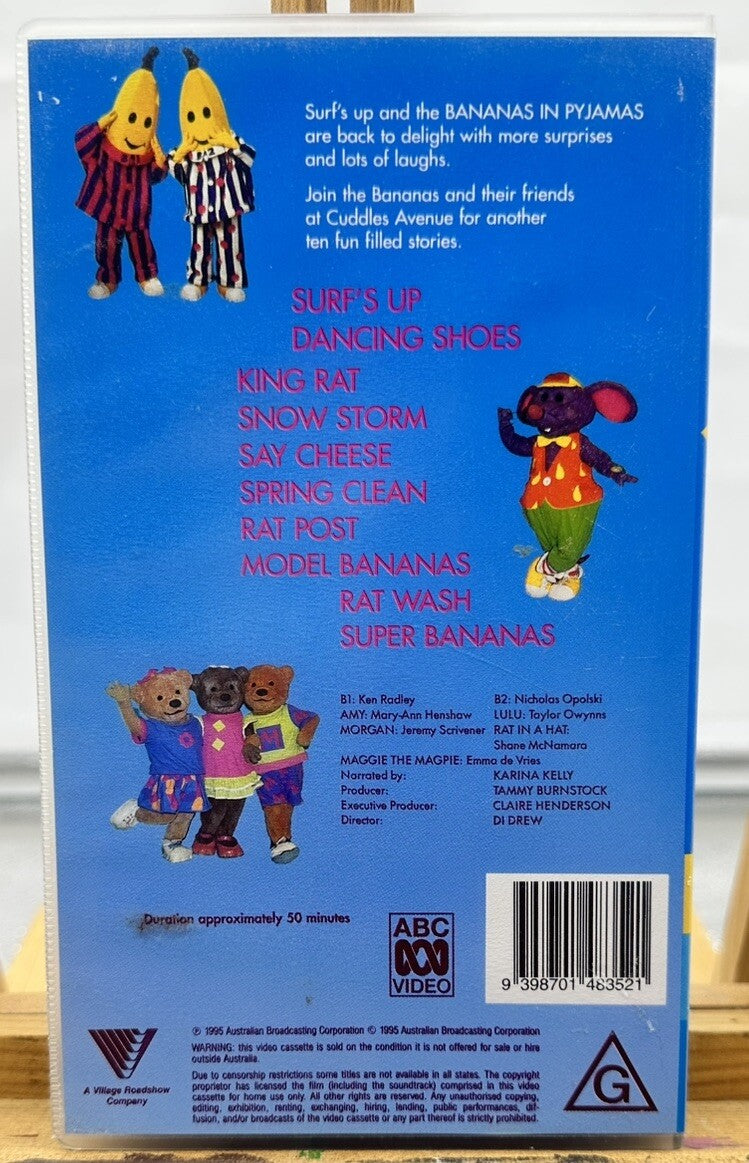 Surf's up and the BANANAS IN PYJAMAS
are back to delight with more surprises
and lots of laughs.
Join the Bananas and their friends
at Cuddles Avenue for another
ten fun filled stories.
SURF'S UP
DANCING SHOES
KING RAT
SNOW STORM
SAY CHEESE
SPRING CLEAN
RAT POST
MODEL BANANAS
RAT WASH
SUPER BANANAS
B1: Ken Radley B2: Nicholas Opolski
AMY: Mary-Ann Henshaw LULU: Taylor Owynns
MORGAN: Jeremy Scrivener RAT IN A HAT:
Shane McNamara
MAGGIE THE MAGPIE: Emma de Vries
Narrated by: KARINA KELLY
Producer: TAMMY BURNSTOCK
Executive Producer: CLAIRE HENDERSON
Director: DI DREW
Duration approximately 50 minutes
ABC
VIDEO
9 398701 463521
A Village Roadshow
Company
℗ 1995 Australian Broadcasting Corporation © 1995 Australian Broadcasting Corporation
WARNING: this video cassette is sold on the condition it is not offered for sale or hire
outside Australia.
Due to censorship restrictions some titles are not available in all states. The copyright
proprietor has licensed the film (including the soundtrack) comprised in this video
cassette for home use only. All other rights are reserved. Any unauthorised copying,
editing, exhibition, renting, exchanging, hiring, lending, public performances, dif-
fusion, and/or broadcasts of the video cassette or any part thereof is strictly prohibited.
G